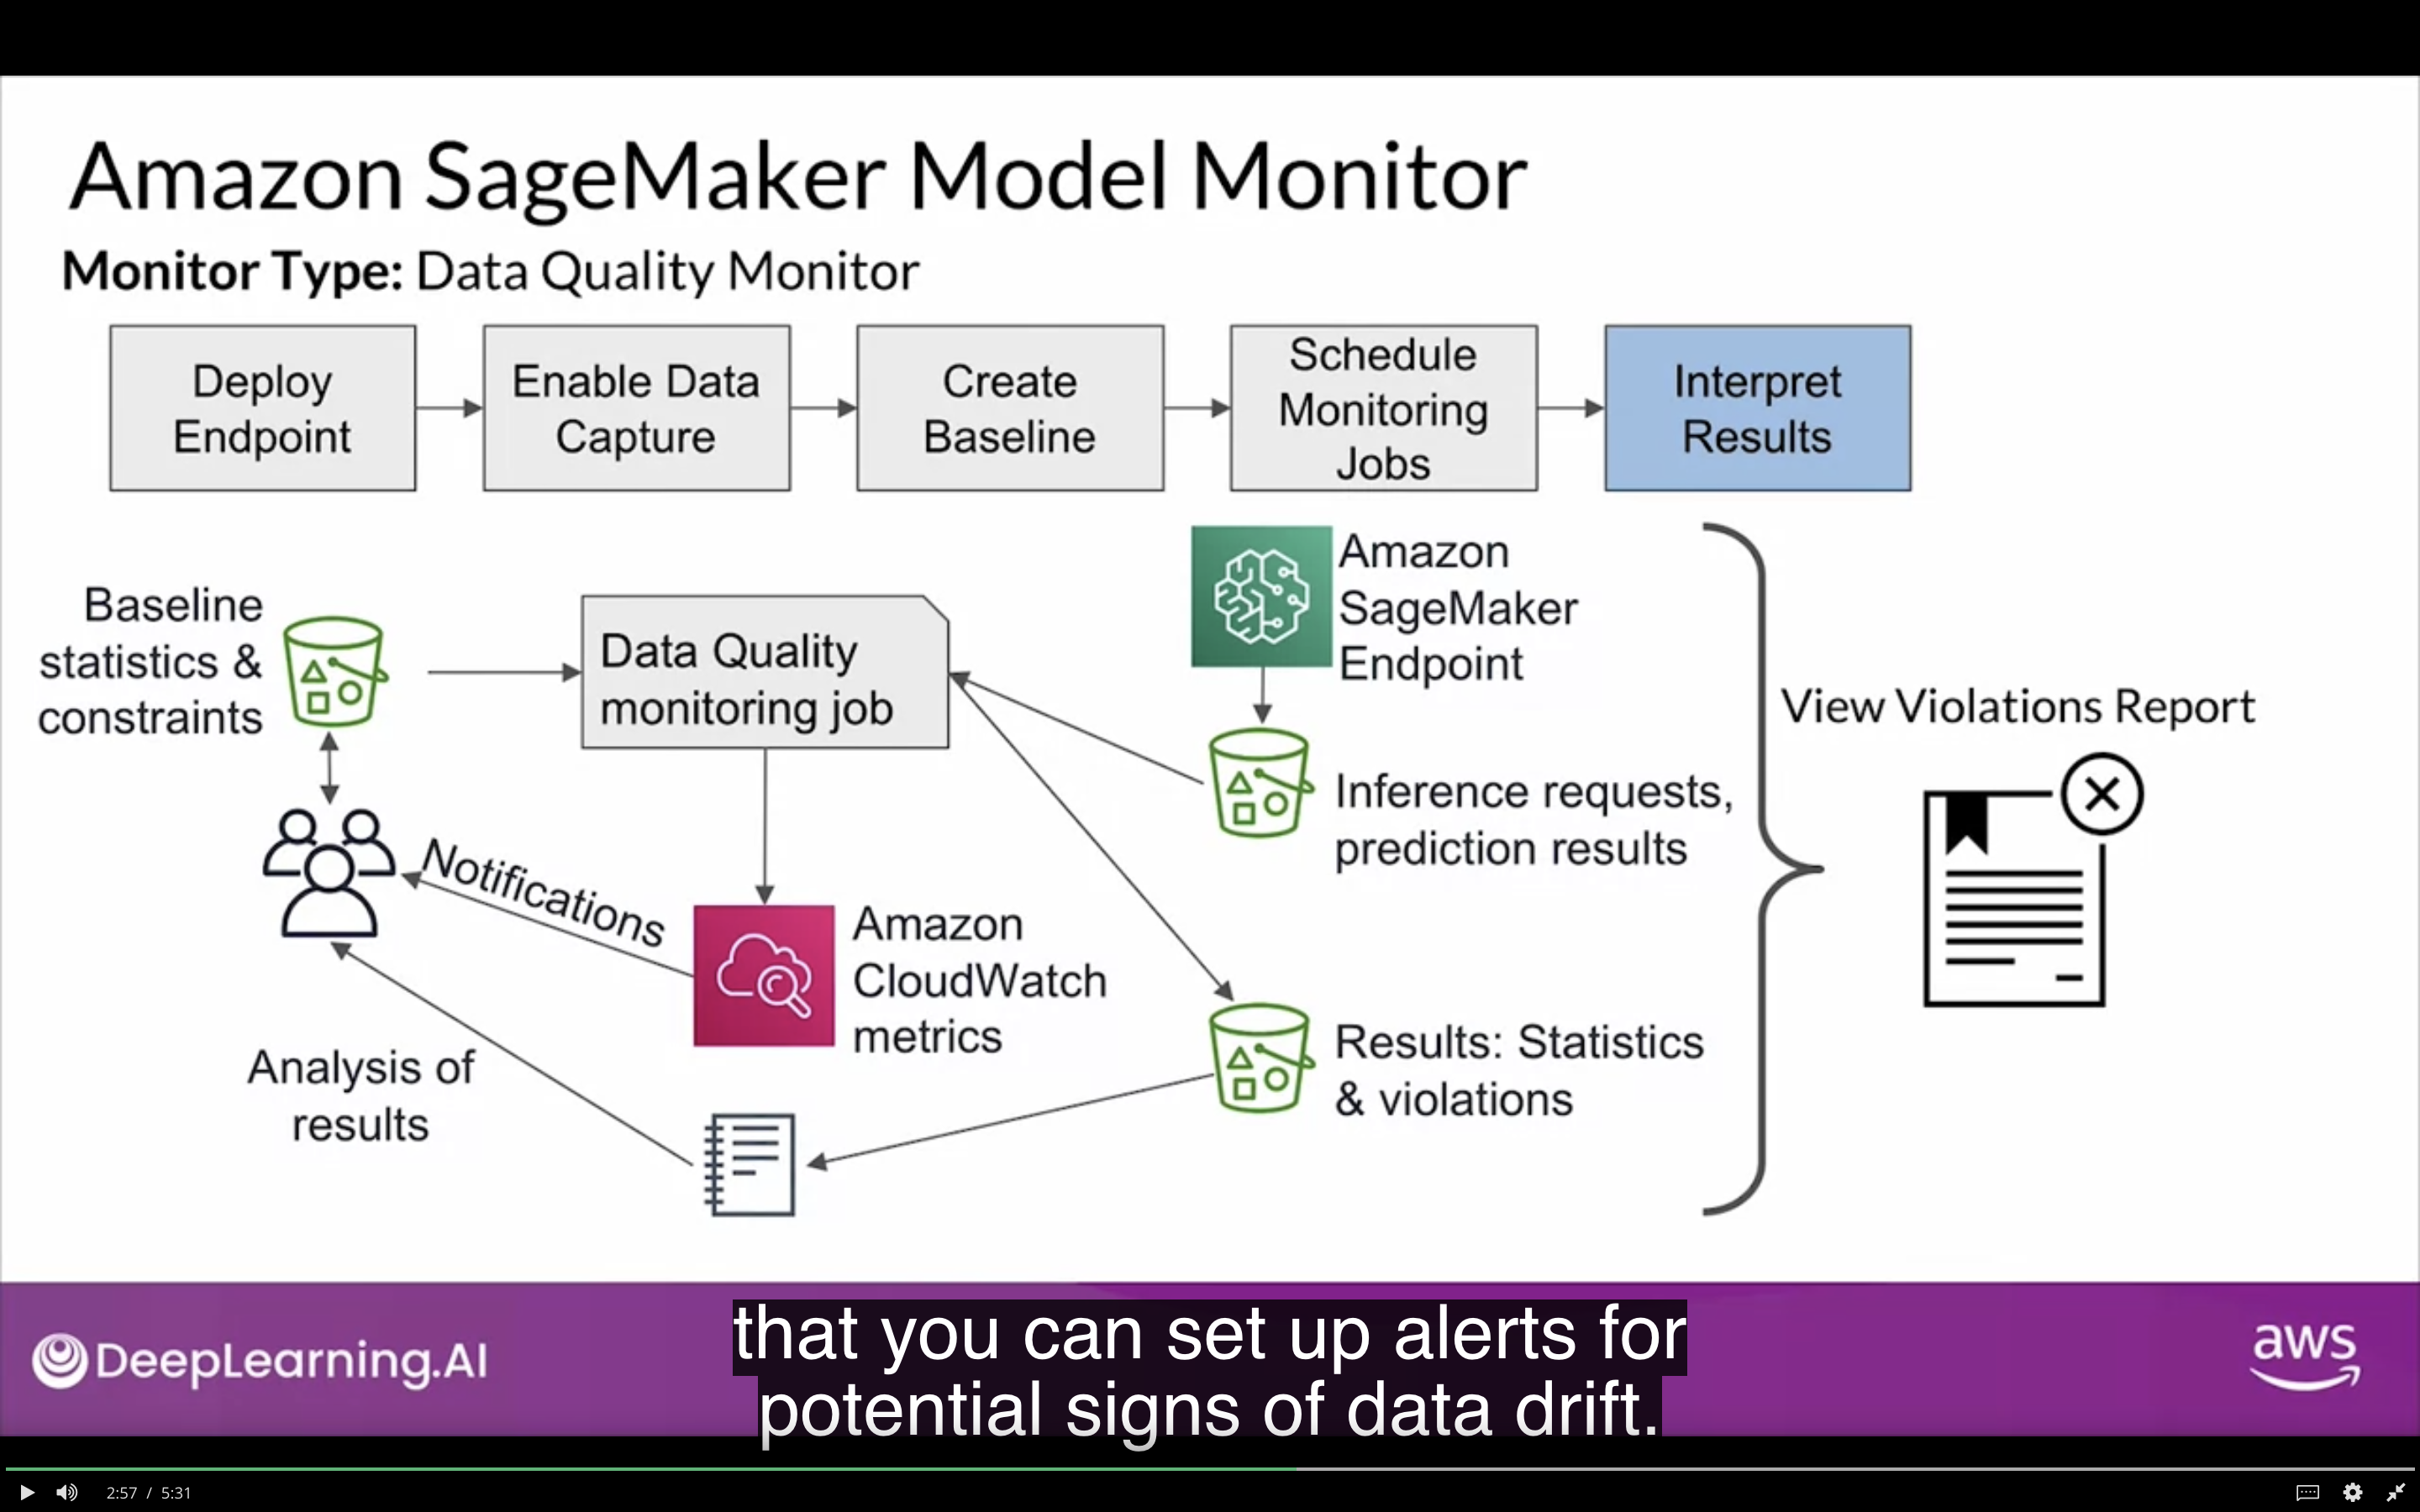 Amazon SageMaker Model Monitor
Monitor Type: Data Quality Monitor
Deploy
Endpoint
Enable Data
Capture
Create
Baseline
Schedule
Monitoring
Jobs
Interpret
Results
Baseline
statistics &
constraints
Data Quality
monitoring job
Amazon
SageMaker
Endpoint
View Violations Report
Inference requests,
prediction results
Notifications
Amazon
CloudWatch
metrics
Analysis of
results
Results: Statistics
& violations
DeepLearning.AI
that you can set up alerts for
potential signs of data drift.
aws
2:57 / 5:31